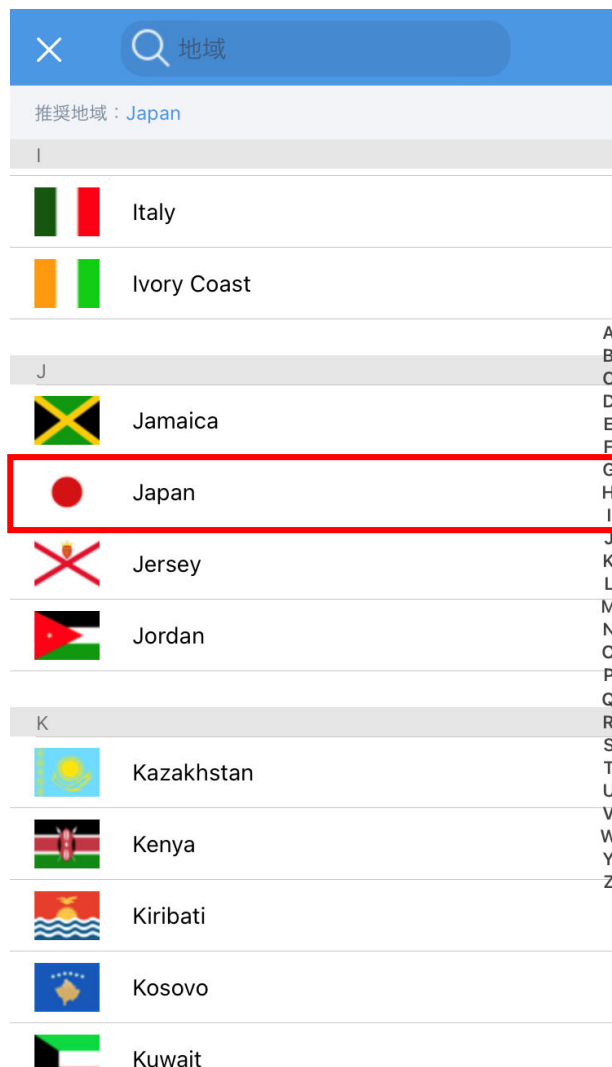 地域
推奨地域：Japan
I
Italy
Ivory Coast
J
Jamaica
Japan
Jersey
Jordan
K
Kazakhstan
Kenya
Kiribati
Kosovo
Kuwait
A
B
C
D
E
F
G
H
I
J
K
L
M
N
O
P
Q
R
S
T
U
V
W
Y
Z